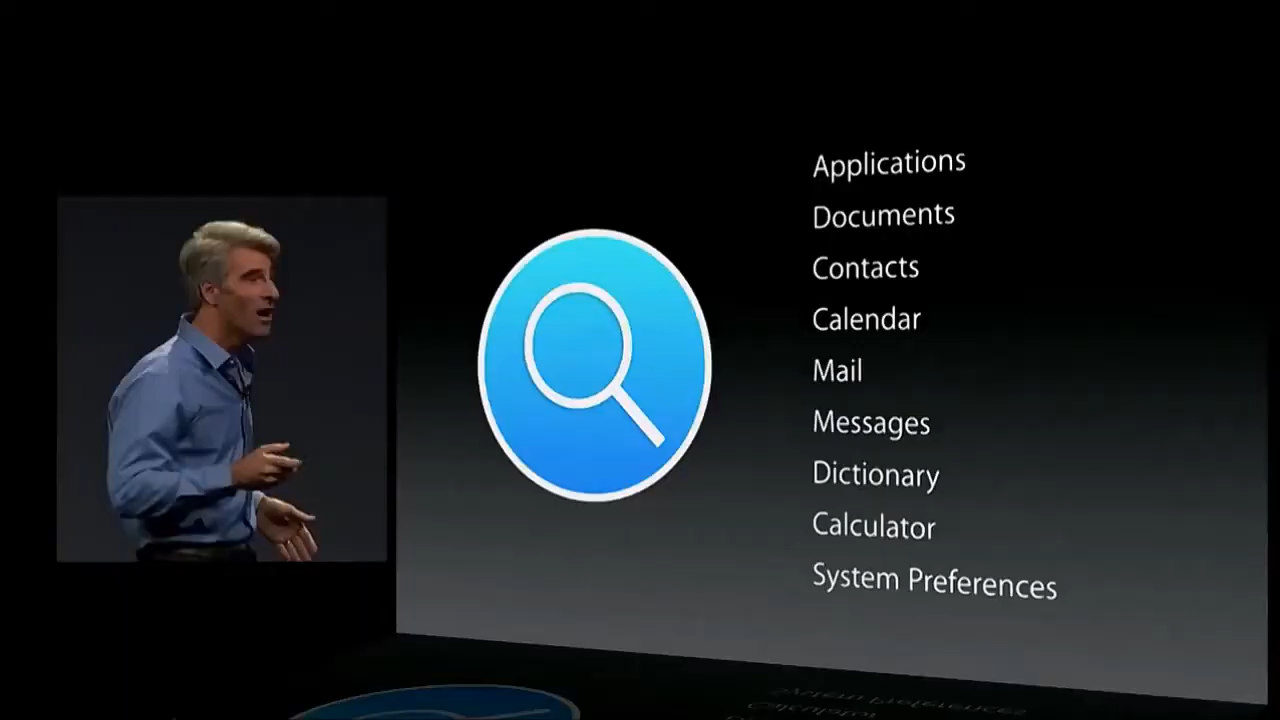 Applications
Documents
Contacts
Calendar
Mail
Messages
Dictionary
Calculator
System Preferences